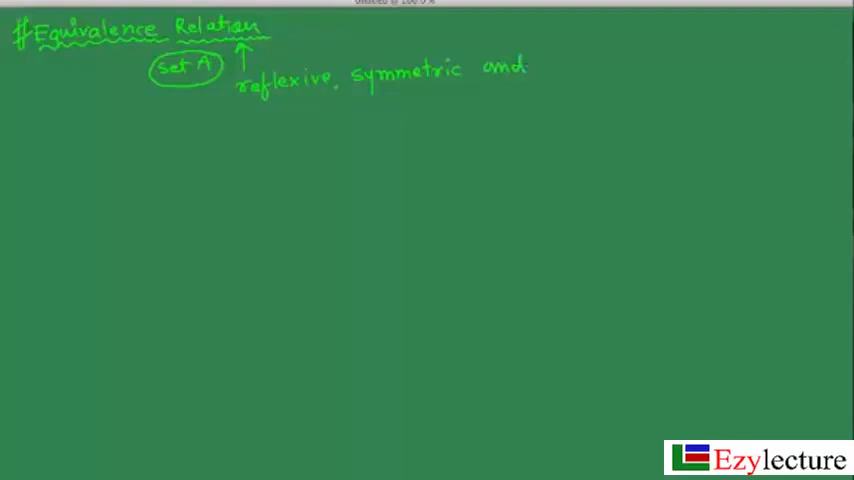 #Equivalence Relation
set A
reflexive, symmetric and
Ezylecture